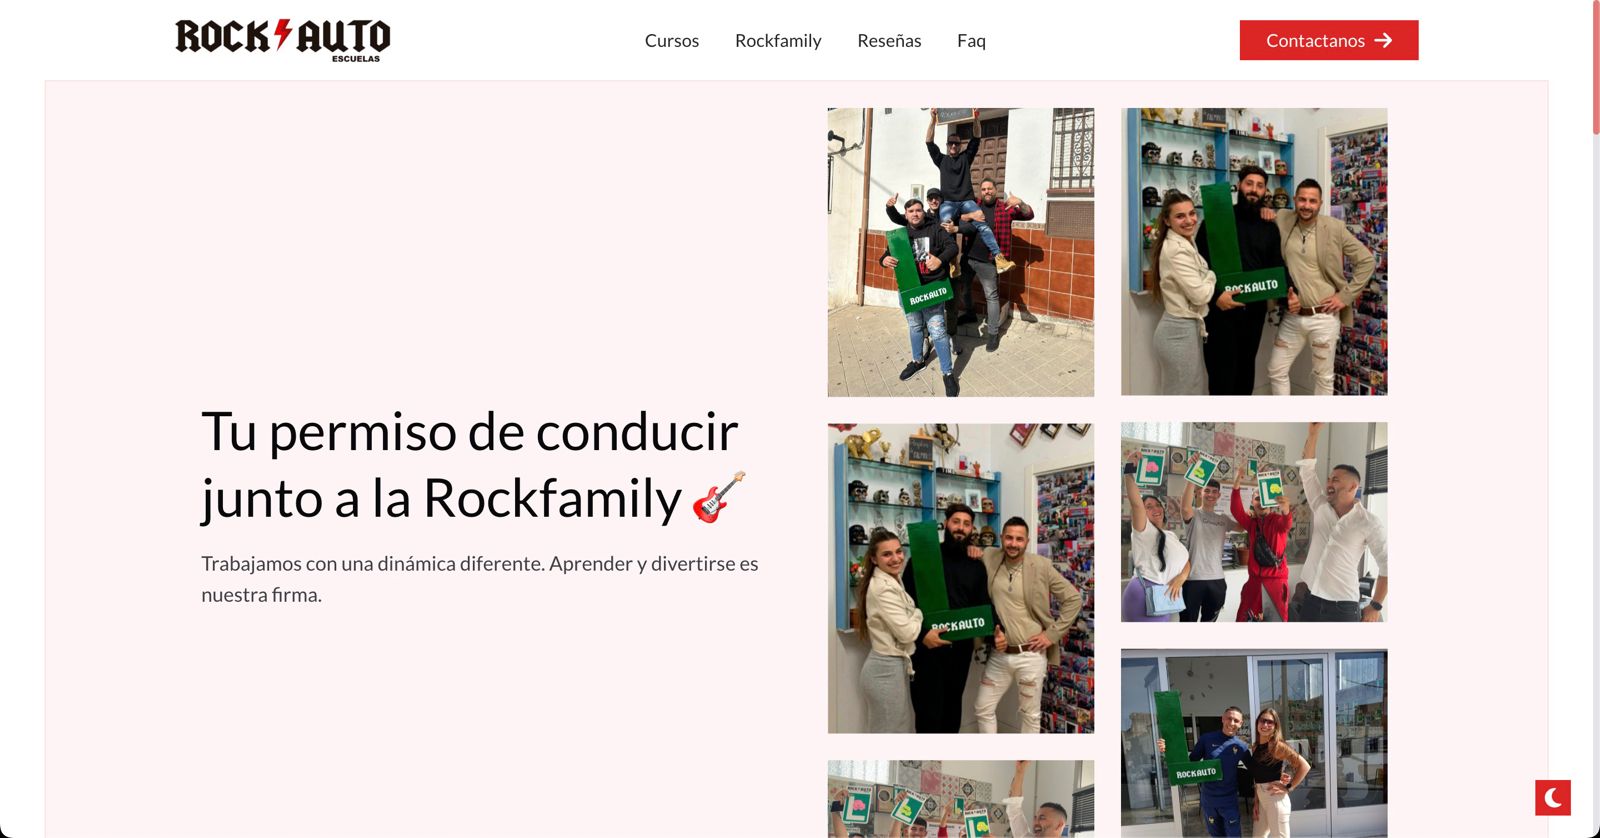 ROCK AUTO
ESCUELAS
Cursos
Rockfamily
Reseñas
Faq
Contactanos
Tu permiso de conducir
junto a la Rockfamily
Trabajamos con una dinámica diferente. Aprender y divertirse es
nuestra firma.
ROCKAUTO
ROCKAUTO
ROCKAUTO
ROCKAUTO